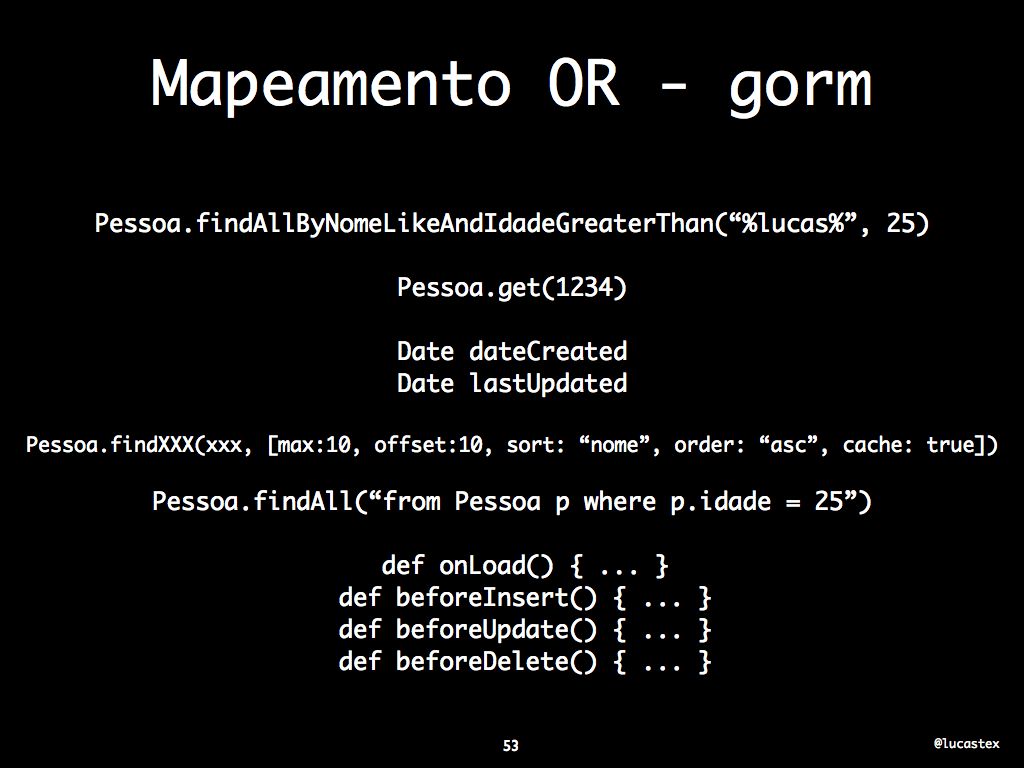 Mapeamento OR - gorm
Pessoa.findAllByNomeLikeAndIdadeGreaterThan(“%lucas%”, 25)
Pessoa.get(1234)
Date dateCreated
Date lastUpdated
Pessoa.findXXX(xxx, [max:10, offset:10, sort: “nome”, order: “asc”, cache: true])
Pessoa.findAll(“from Pessoa p where p.idade = 25”)
def onLoad() { ... }
def beforeInsert() { ... }
def beforeUpdate() { ... }
def beforeDelete() { ... }
53
@lucastex